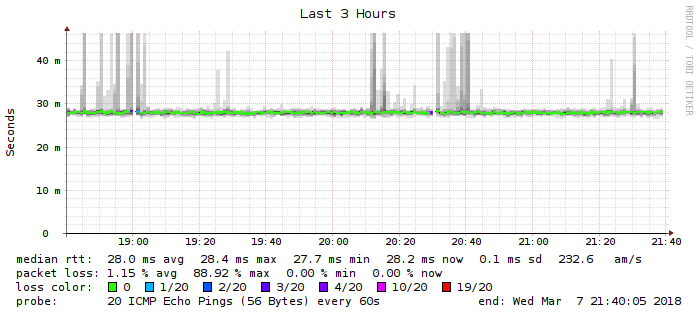 Last 3 Hours
RRDTOOL / TOBI OETIKER
Seconds
40 m
30 m
20 m
10 m
0
19:00 19:20 19:40 20:00 20:20 20:40 21:00 21:20 21:40
median rtt: 28.0 ms avg 28.4 ms max 27.7 ms min 28.2 ms now 0.1 ms sd 232.6 am/s
packet loss: 1.15 % avg 88.92 % max 0.00 % min 0.00 % now
loss color: 0 1/20 2/20 3/20 4/20 10/20 19/20
probe: 20 ICMP Echo Pings (56 Bytes) every 60s end: Wed Mar 7 21:40:05 2018